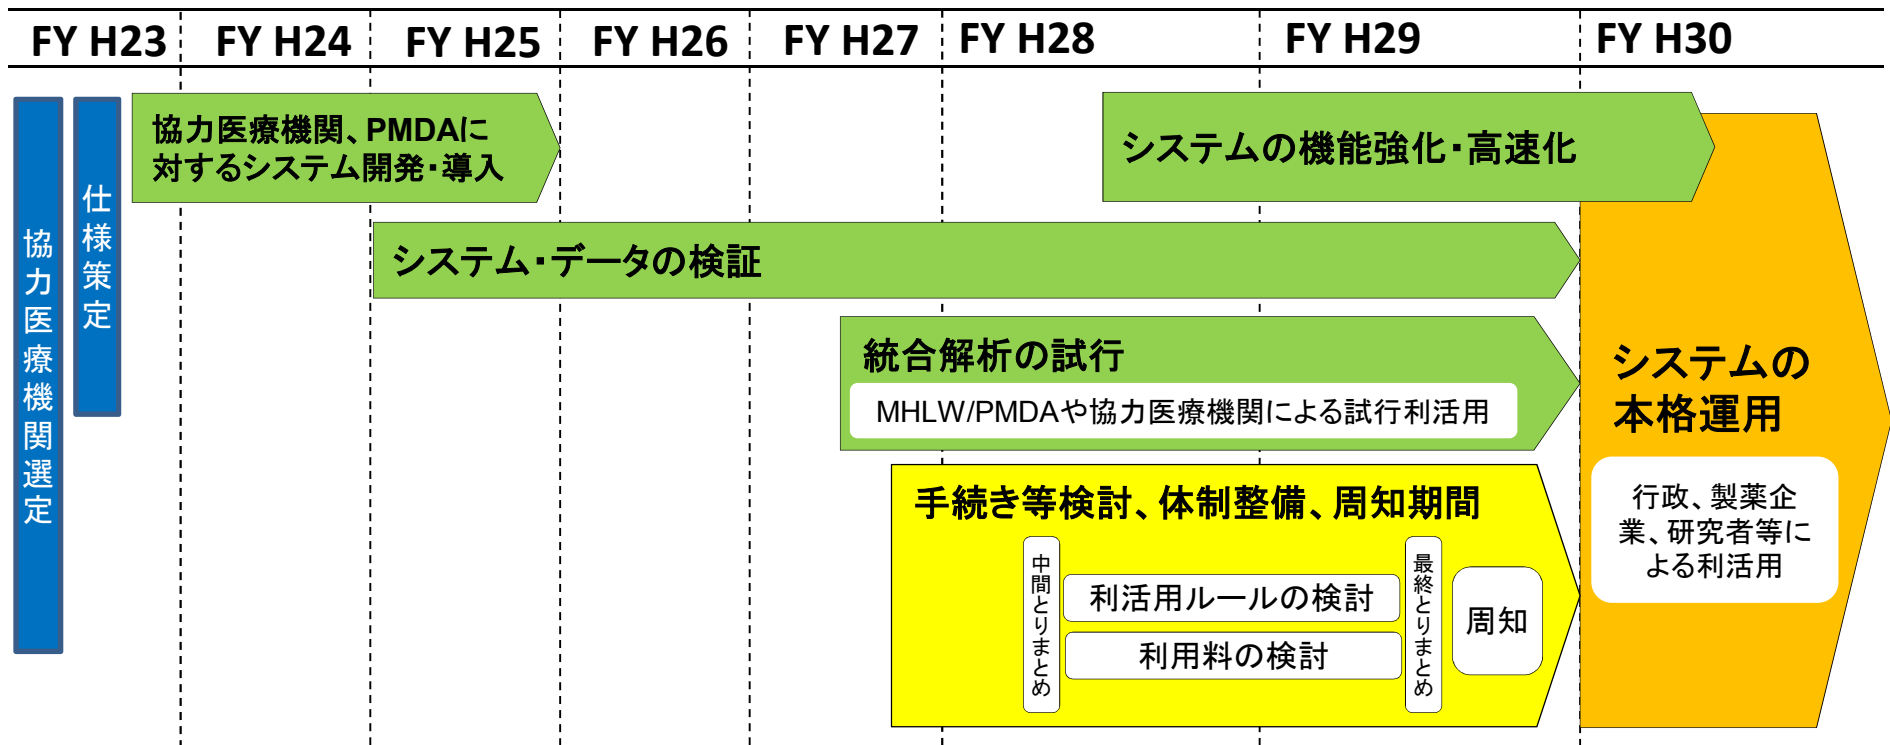 FY H23 FY H24 FY H25 FY H26 FY H27 FY H28 FY H29 FY H30
協力医療機関選定
仕様策定
協力医療機関、PMDAに
対するシステム開発・導入
システムの機能強化・高速化
システム・データの検証
統合解析の試行
MHLW/PMDAや協力医療機関による試行利活用
手続き等検討、体制整備、周知期間
中間とりまとめ
利活用ルールの検討
利用料の検討
最終とりまとめ
周知
システムの
本格運用
行政、製薬企
業、研究者等に
よる利活用